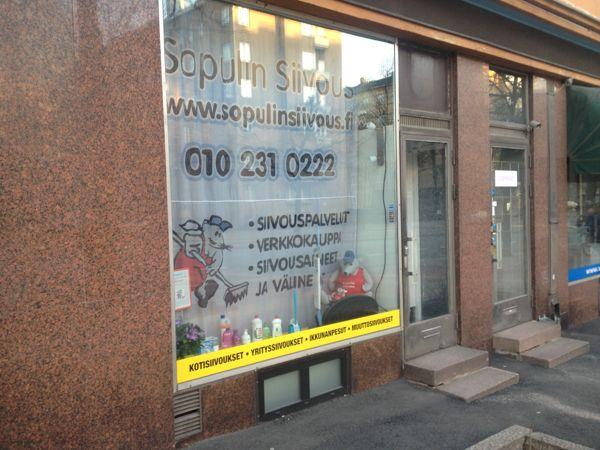 Sopulin Siivous
www.sopulinsiivous.fi
010 231 0222
• SIIVOUSPALVELUT
• VERKKOKAUPPA
• SIIVOUSAINEET
JA VÄLINE
KOTISIIVOUKSET • YRITYSSIIVOUKSET • IKKUNANPESUT • MUUTTOSIIVOUKSET